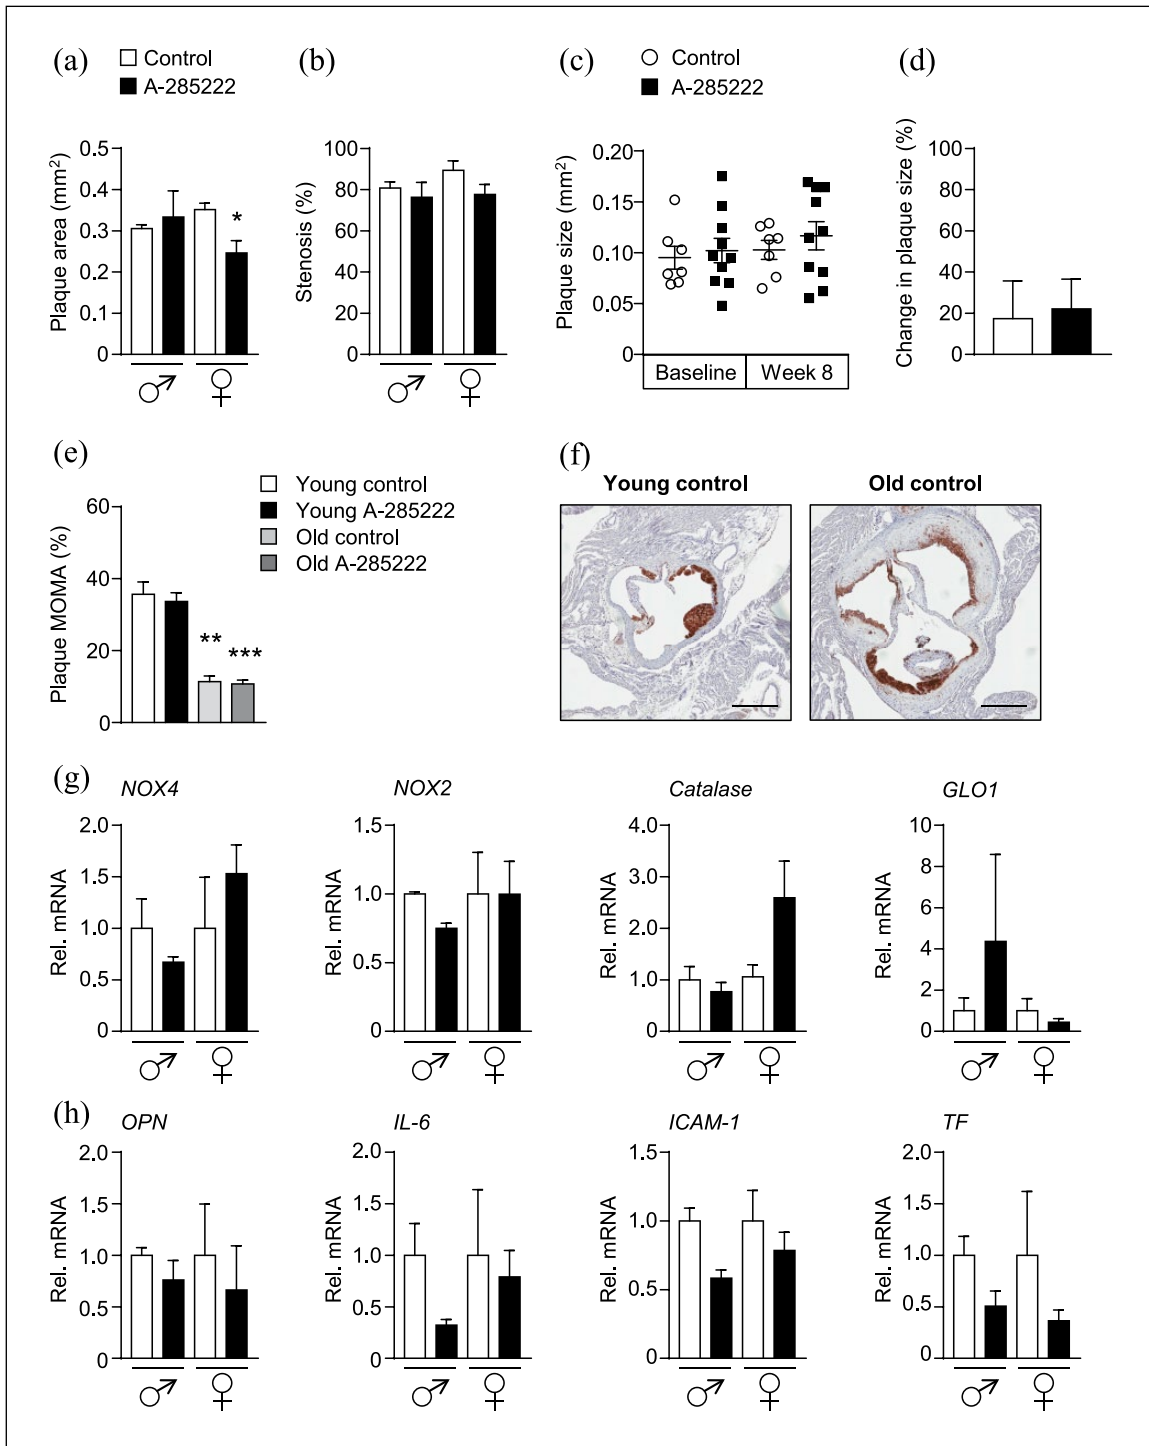 (a)
Control
A-285222
Plaque area (mm²)
0.5
0.4
0.3
0.2
0.1
0
*
♂ ♀
(b)
Stenosis (%)
100
80
60
40
20
0
♂ ♀
(c)
Control
A-285222
Plaque size (mm²)
0.20
0.15
0.10
0.05
0
Baseline Week 8
(d)
Change in plaque size (%)
100
80
60
40
20
0
(e)
Young control
Young A-285222
Old control
Old A-285222
Plaque MOMA (%)
60
40
20
0
** ***
(f)
Young control Old control
(g)
NOX4
Rel. mRNA
2.0
1.5
1.0
0.5
0
♂ ♀
NOX2
Rel. mRNA
1.5
1.0
0.5
0
♂ ♀
Catalase
Rel. mRNA
4.0
3.0
2.0
1.0
0
♂ ♀
GLO1
Rel. mRNA
10
8
6
4
2
0
♂ ♀
(h)
OPN
Rel. mRNA
2.0
1.5
1.0
0.5
0
♂ ♀
IL-6
Rel. mRNA
2.0
1.5
1.0
0.5
0
♂ ♀
ICAM-1
Rel. mRNA
1.5
1.0
0.5
0
♂ ♀
TF
Rel. mRNA
2.0
1.5
1.0
0.5
0
♂ ♀